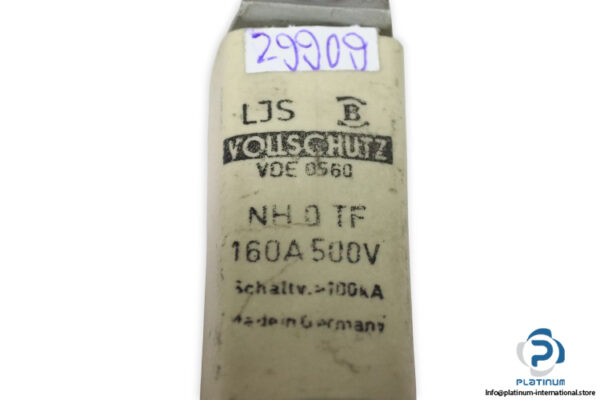 29909
LJS B
VOLLSCHUTZ
VDE 0560
NH 0 TF
160A 500V
Schaltv.>100kA
Made in Germany
PLATINUM
info@platinum-international.store